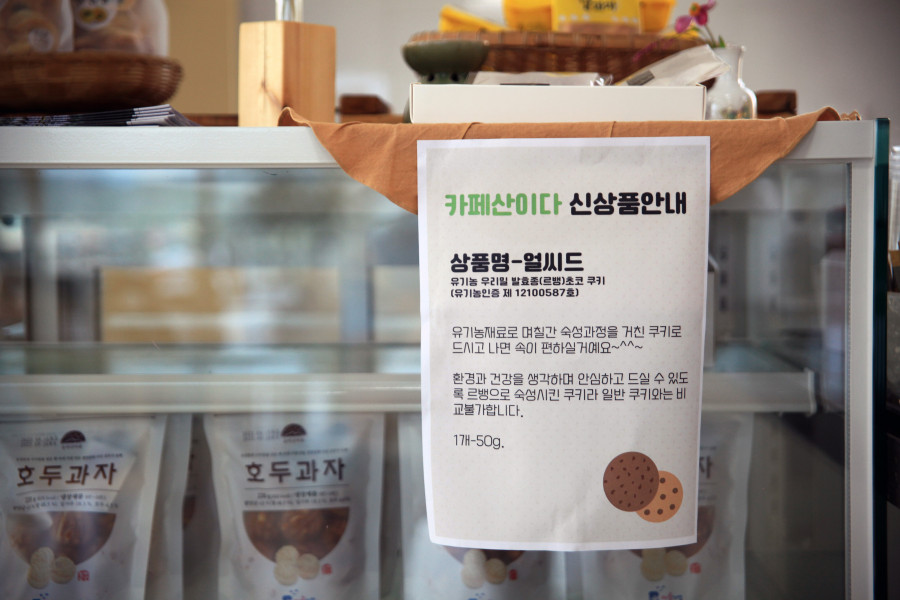 카페산이다 신상품안내
상품명-얼씨드
유기농 우리밀 발효종(르뱅)초코 쿠키
(유기농인증 제 12100587호)
유기농재료로 며칠간 숙성과정을 거친 쿠키로
드시고 나면 속이 편하실거예요~^^~
환경과 건강을 생각하며 안심하고 드실 수 있도
록 르뱅으로 숙성시킨 쿠키라 일반 쿠키와는 비
교불가합니다.
1개-50g.
호두과자
호두과자